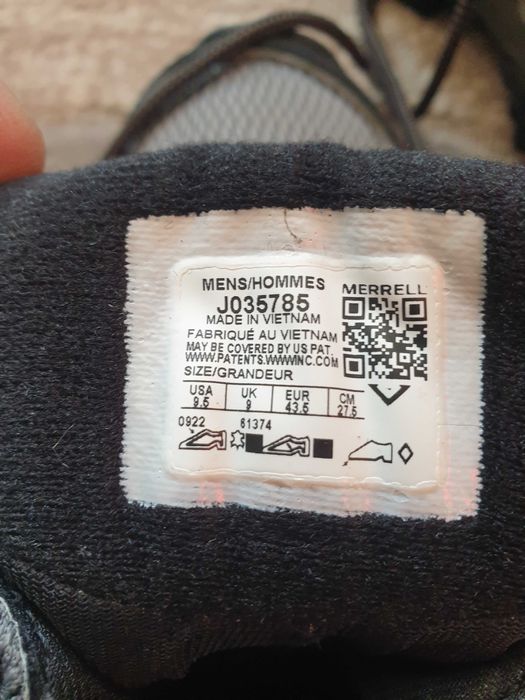 MENS/HOMMES
MERRELL
J035785
MADE IN VIETNAM
FABRIQUÉ AU VIETNAM
MAY BE COVERED BY US PAT.
WWW.PATENTS.WWWINC.COM
SIZE/GRANDEUR
USA UK EUR CM
9.5 9 43.5 27.5
0922 61374